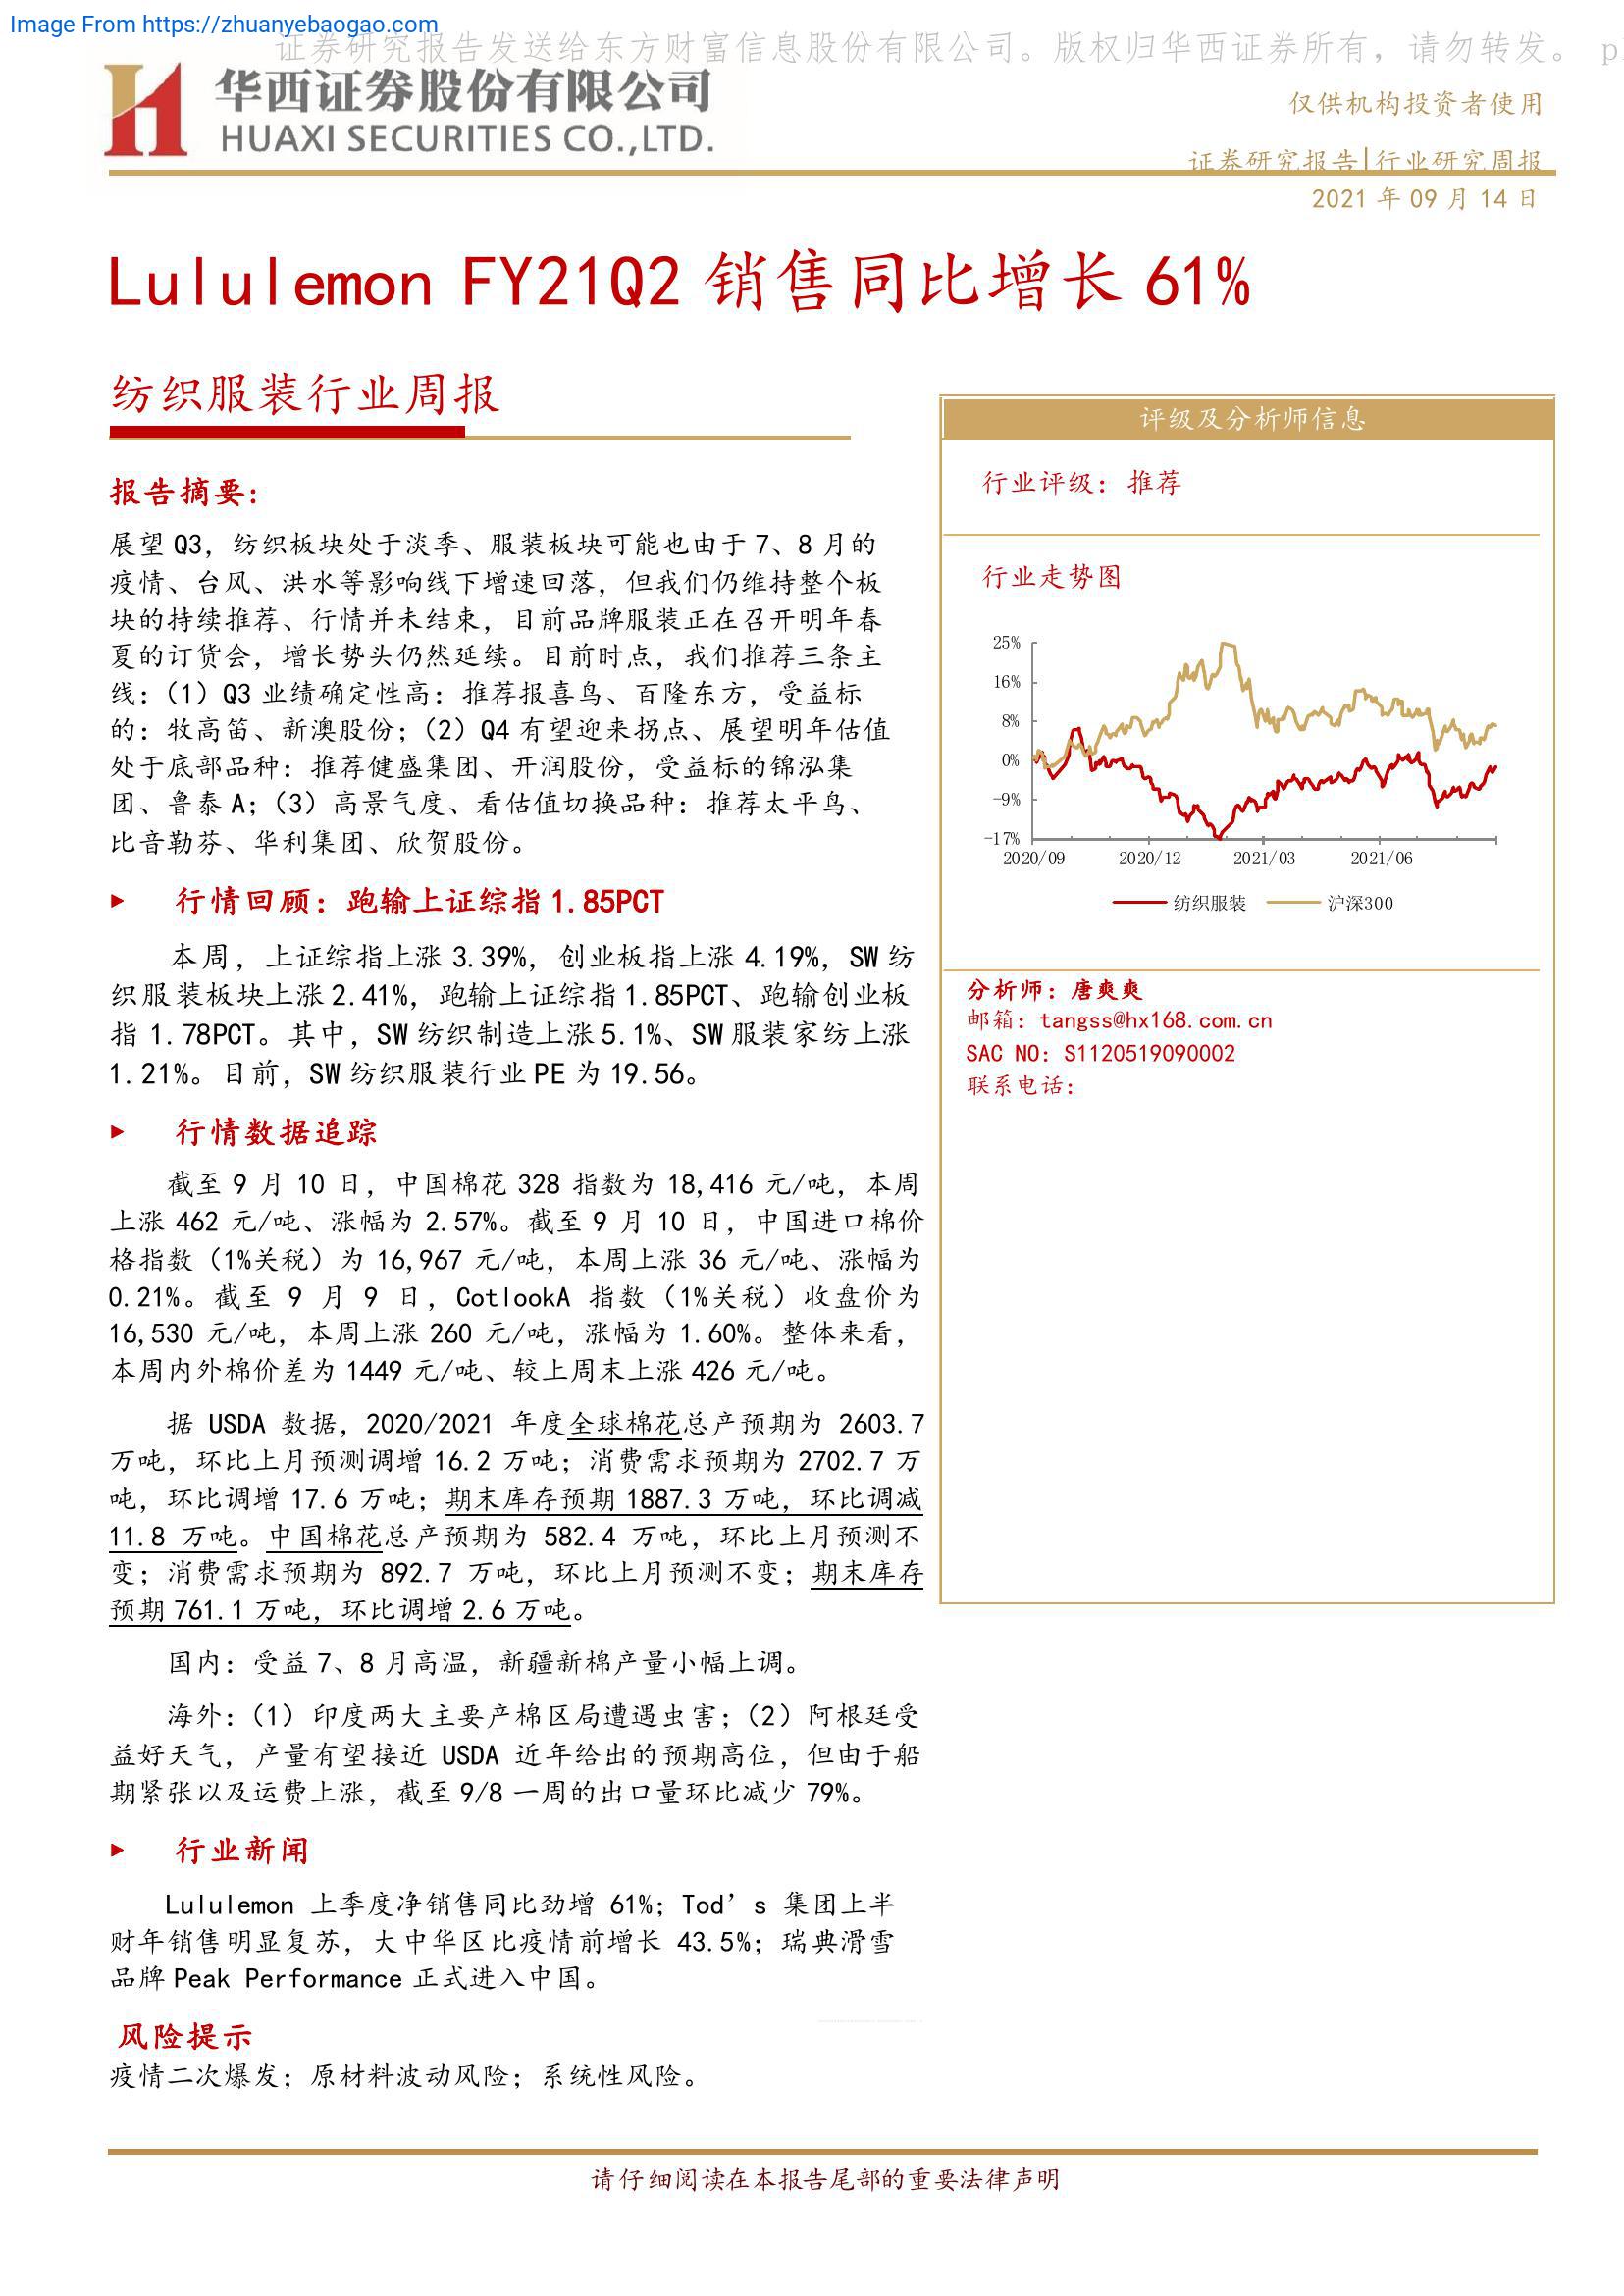 Image From https://zhuanyebaogao.com
证券研究报告发送给东方财富信息股份有限公司。版权归华西证券所有，请勿转发。 p
华西证券股份有限公司
HUAXI SECURITIES CO.,LTD.
仅供机构投资者使用
证券研究报告|行业研究周报
2021 年 09 月 14 日
Lululemon FY21Q2 销售同比增长 61%
纺织服装行业周报
报告摘要：
展望 Q3，纺织板块处于淡季、服装板块可能也由于 7、8 月的
疫情、台风、洪水等影响线下增速回落，但我们仍维持整个板
块的持续推荐、行情并未结束，目前品牌服装正在召开明年春
夏的订货会，增长势头仍然延续。目前时点，我们推荐三条主
线：（1）Q3 业绩确定性高：推荐报喜鸟、百隆东方，受益标
的：牧高笛、新澳股份；（2）Q4 有望迎来拐点、展望明年估值
处于底部品种：推荐健盛集团、开润股份，受益标的锦泓集
团、鲁泰 A；（3）高景气度、看估值切换品种：推荐太平鸟、
比音勒芬、华利集团、欣贺股份。
▶ 行情回顾：跑输上证综指 1.85PCT
本周，上证综指上涨 3.39%，创业板指上涨 4.19%，SW 纺
织服装板块上涨 2.41%，跑输上证综指 1.85PCT、跑输创业板
指 1.78PCT。其中，SW 纺织制造上涨 5.1%、SW 服装家纺上涨
1.21%。目前，SW 纺织服装行业 PE 为 19.56。
▶ 行情数据追踪
截至 9 月 10 日，中国棉花 328 指数为 18,416 元/吨，本周
上涨 462 元/吨、涨幅为 2.57%。截至 9 月 10 日，中国进口棉价
格指数（1%关税）为 16,967 元/吨，本周上涨 36 元/吨、涨幅为
0.21%。截至 9 月 9 日，CotlookA 指数（1%关税）收盘价为
16,530 元/吨，本周上涨 260 元/吨，涨幅为 1.60%。整体来看，
本周内外棉价差为 1449 元/吨、较上周末上涨 426 元/吨。
据 USDA 数据，2020/2021 年度全球棉花总产预期为 2603.7
万吨，环比上月预测调增 16.2 万吨；消费需求预期为 2702.7 万
吨，环比调增 17.6 万吨；期末库存预期 1887.3 万吨，环比调减
11.8 万吨。中国棉花总产预期为 582.4 万吨，环比上月预测不
变；消费需求预期为 892.7 万吨，环比上月预测不变；期末库存
预期 761.1 万吨，环比调增 2.6 万吨。
国内：受益 7、8 月高温，新疆新棉产量小幅上调。
海外：（1）印度两大主要产棉区局遭遇虫害；（2）阿根廷受
益好天气，产量有望接近 USDA 近年给出的预期高位，但由于船
期紧张以及运费上涨，截至 9/8 一周的出口量环比减少 79%。
▶ 行业新闻
Lululemon 上季度净销售同比劲增 61%；Tod’s 集团上半
财年销售明显复苏，大中华区比疫情前增长 43.5%；瑞典滑雪
品牌 Peak Performance 正式进入中国。
风险提示
疫情二次爆发；原材料波动风险；系统性风险。
评级及分析师信息
行业评级：推荐
行业走势图
25%
16%
8%
0%
-9%
-17%
2020/09 2020/12 2021/03 2021/06
纺织服装 沪深300
分析师：唐爽爽
邮箱：tangss@hx168.com.cn
SAC NO：S1120519090002
联系电话：
请仔细阅读在本报告尾部的重要法律声明